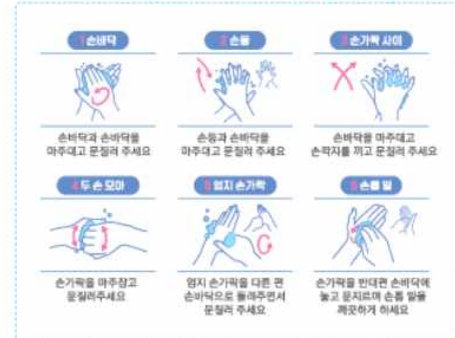 1 손바닥
손바닥과 손바닥을
마주대고 문질러 주세요
2 손등
손등과 손바닥을
마주대고 문질러 주세요
3 손가락 사이
손바닥을 마주대고
손깍지를 끼고 문질러 주세요
4 두 손 모아
손가락을 마주잡고
문질러주세요
5 엄지 손가락
엄지 손가락을 다른 편
손바닥으로 돌려주면서
문질러 주세요
6 손톱 밑
손가락을 반대편 손바닥에
놓고 문지르며 손톱 밑을
깨끗하게 하세요